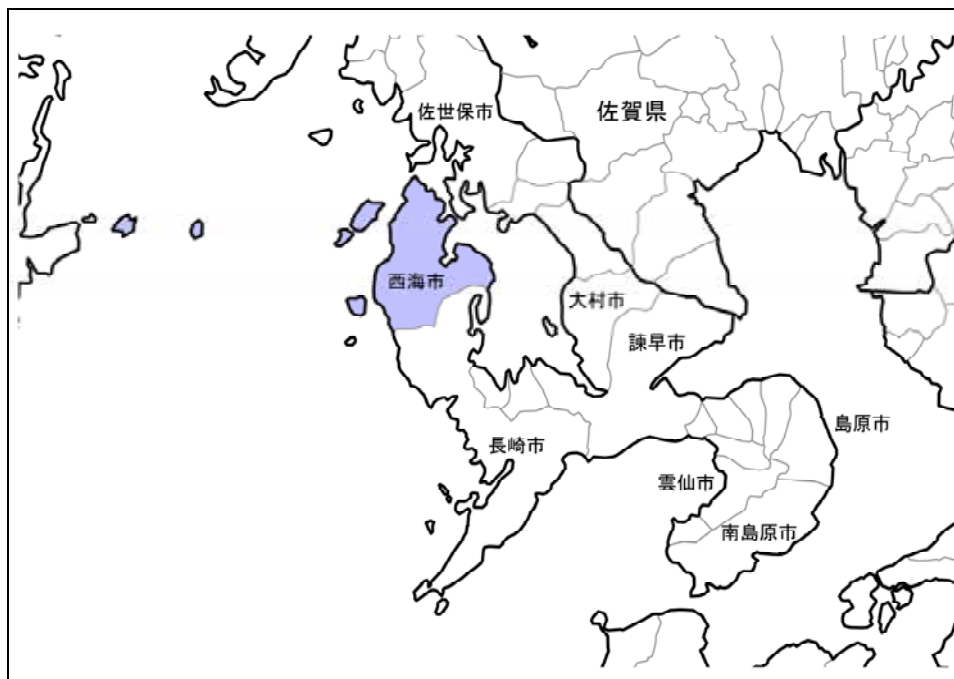 佐世保市
佐賀県
西海市
大村市
諫早市
島原市
長崎市
雲仙市
南島原市